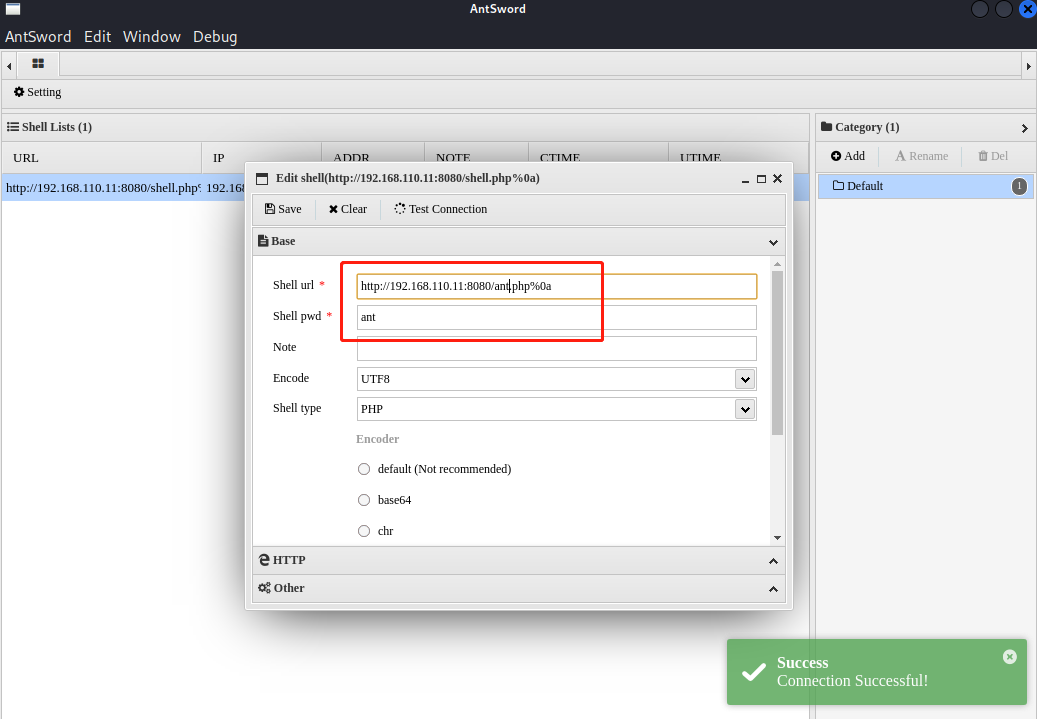 AntSword
AntSword Edit Window Debug
Setting
Shell Lists (1)
URL IP ADDR NOTE CTIME UTIME
http://192.168.110.11:8080/shell.php% 192.168
Category (1)
Add Rename Del
Default 1
Edit shell(http://192.168.110.11:8080/shell.php%0a)
Save Clear Test Connection
Base
Shell url * http://192.168.110.11:8080/ant.php%0a
Shell pwd * ant
Note
Encode UTF8
Shell type PHP
Encoder
default (Not recommended)
base64
chr
HTTP
Other
Success
Connection Successful!